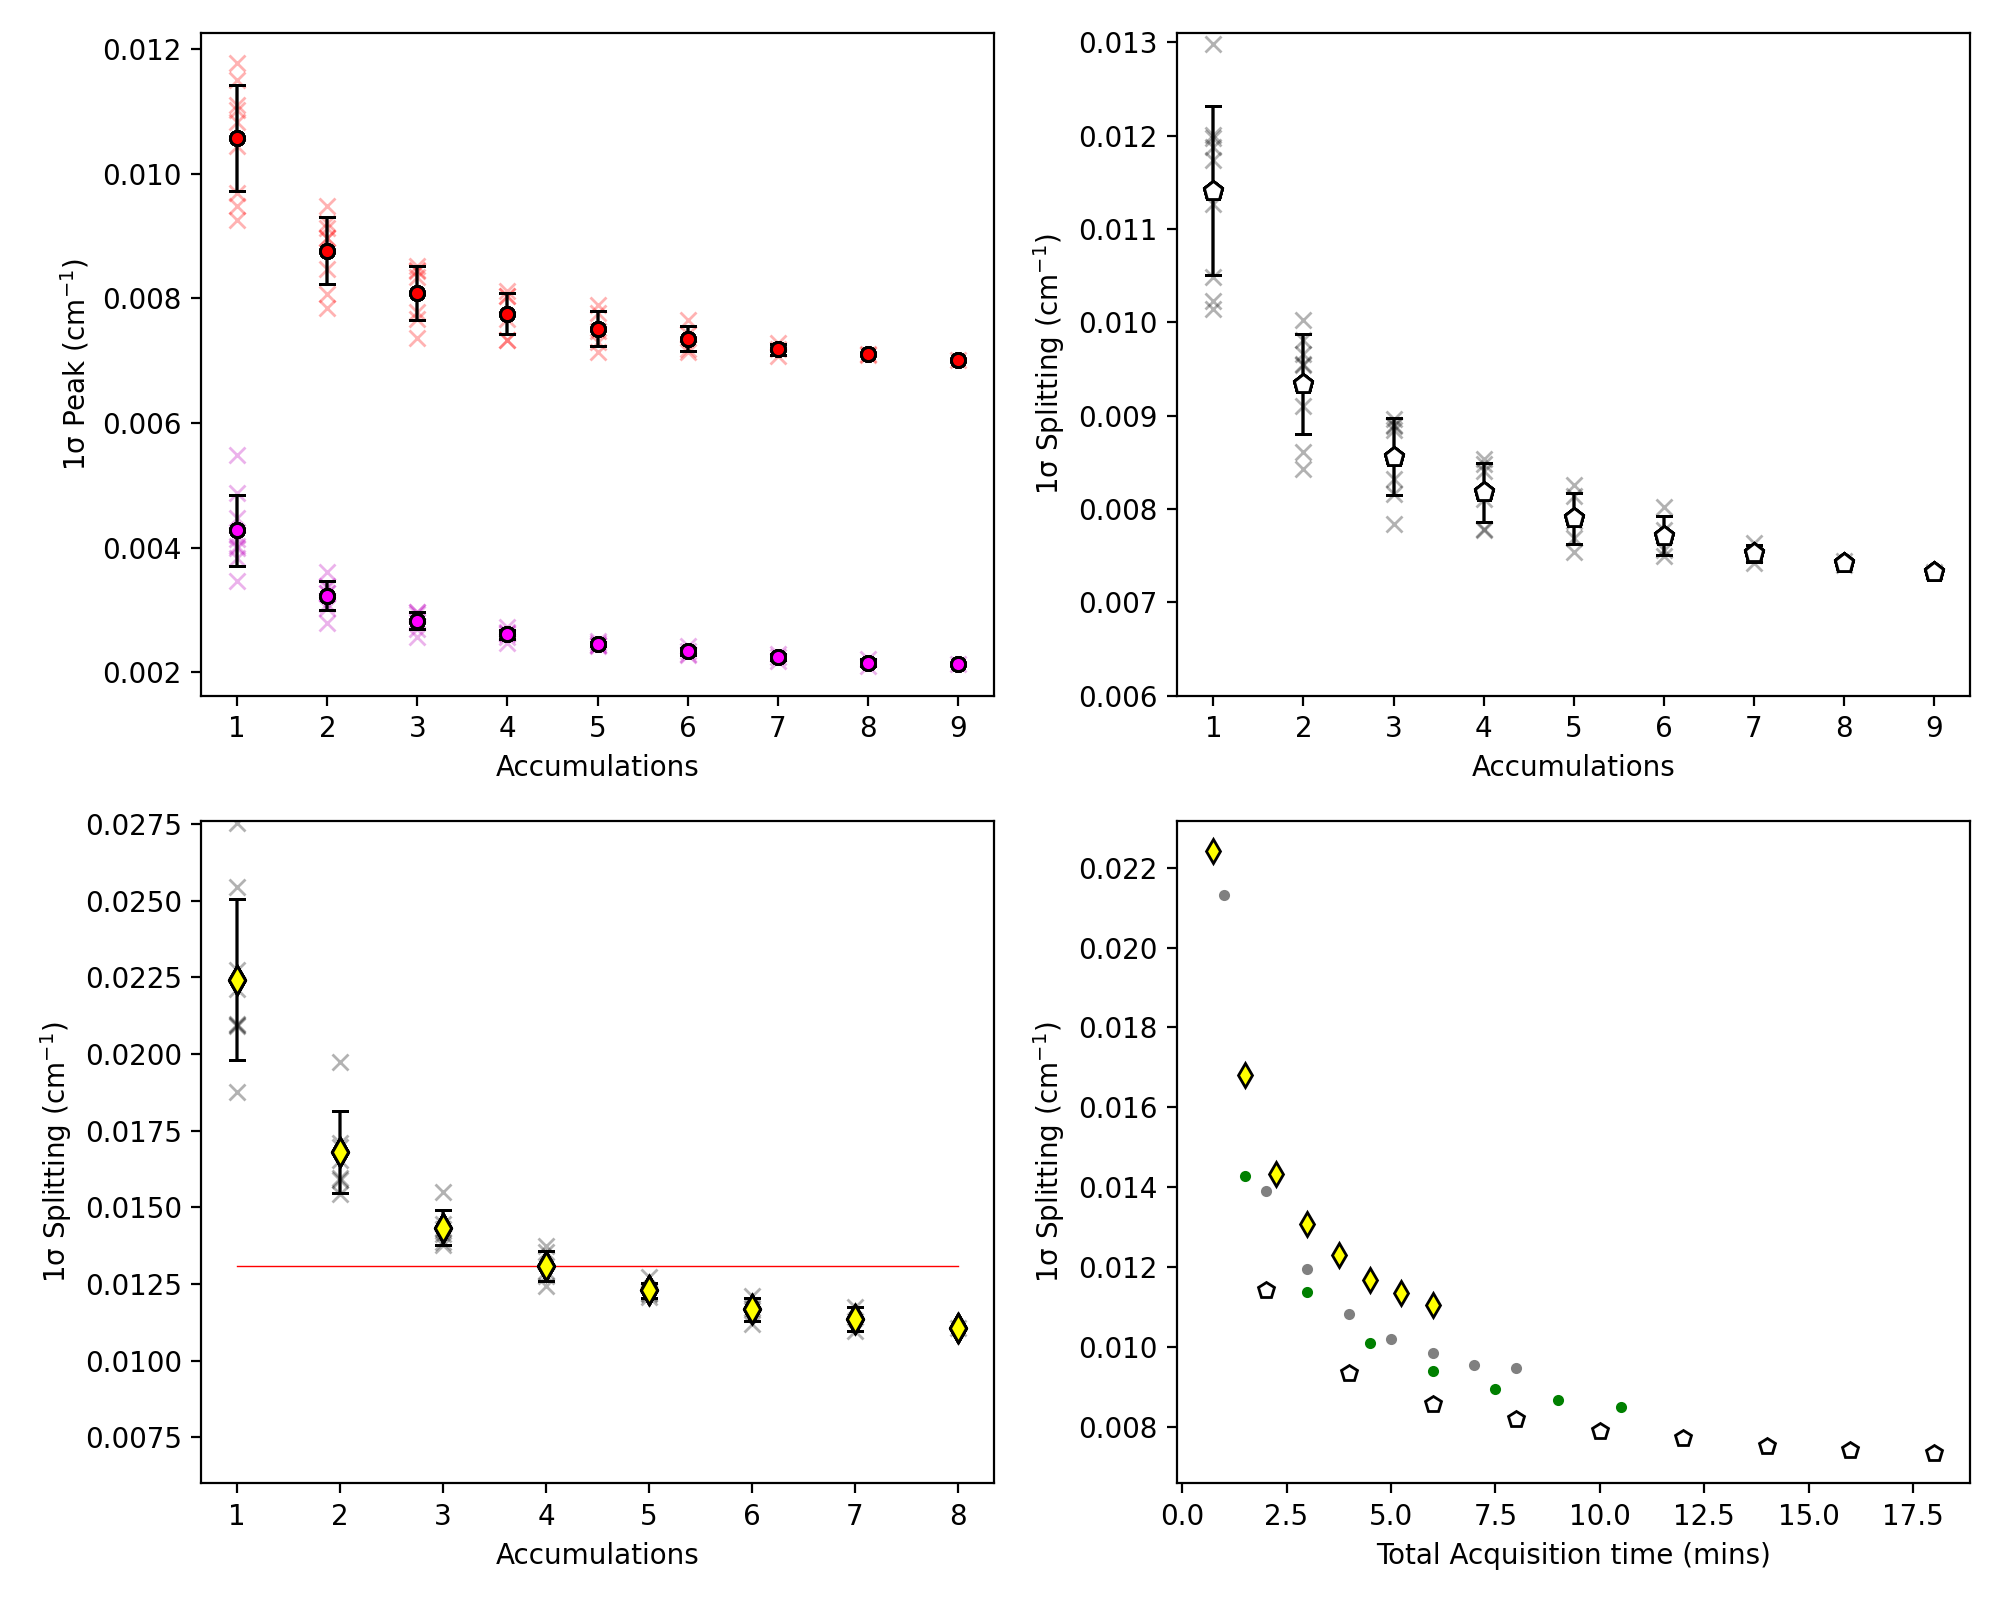 0.012
0.010
0.008
0.006
0.004
0.002
1σ Peak (cm⁻¹)
1 2 3 4 5 6 7 8 9
Accumulations
0.013
0.012
0.011
0.010
0.009
0.008
0.007
0.006
1σ Splitting (cm⁻¹)
1 2 3 4 5 6 7 8 9
Accumulations
0.0275
0.0250
0.0225
0.0200
0.0175
0.0150
0.0125
0.0100
0.0075
1σ Splitting (cm⁻¹)
1 2 3 4 5 6 7 8
Accumulations
0.022
0.020
0.018
0.016
0.014
0.012
0.010
0.008
1σ Splitting (cm⁻¹)
0.0 2.5 5.0 7.5 10.0 12.5 15.0 17.5
Total Acquisition time (mins)